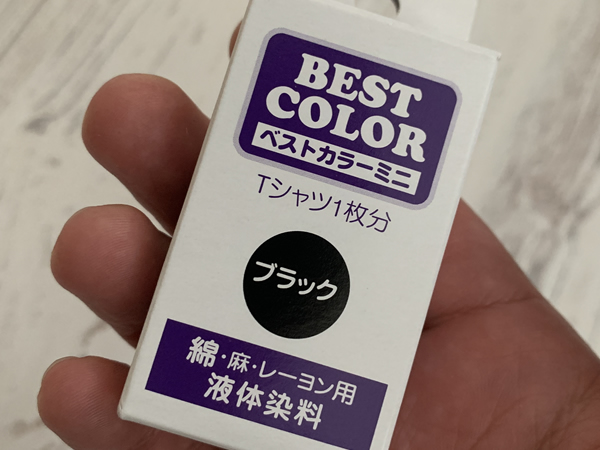 BEST
COLOR
ベストカラーミニ
Tシャツ1枚分
ブラック
綿・麻・レーヨン用
液体染料